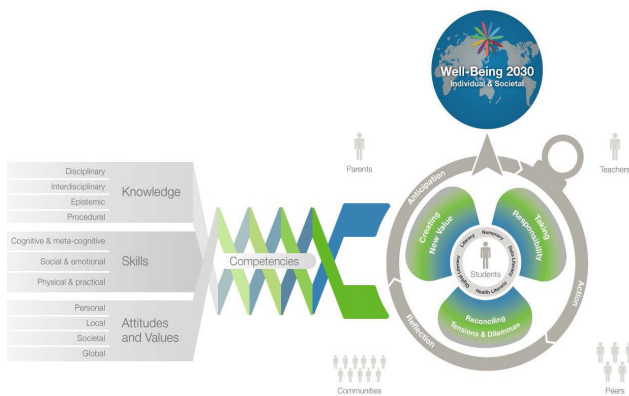 Well-Being 2030
Individual & Societal
Parents
Teachers
Disciplinary
Interdisciplinary
Epistemic
Procedural
Knowledge
Cognitive & meta-cognitive
Social & emotional
Physical & practical
Skills
Personal
Local
Societal
Global
Attitudes
and Values
Competencies
Anticipation
Action
Reflection
Creating
New Value
Taking
Responsibility
Reconciling
Tensions & Dilemmas
Literacy
Numeracy
Data Literacy
Health Literacy
Digital Literacy
Students
Communities
Peers